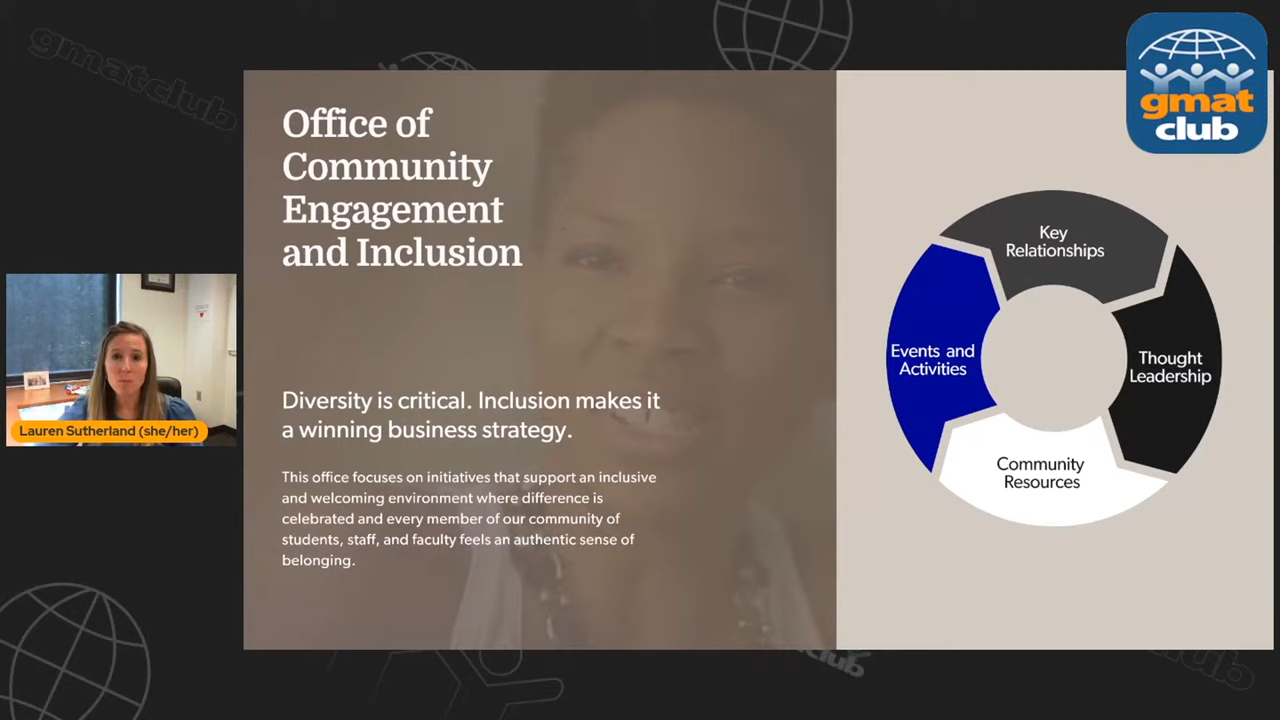 gmatclub
gmat
club
Office of
Community
Engagement
and Inclusion
Diversity is critical. Inclusion makes it
a winning business strategy.
This office focuses on initiatives that support an inclusive
and welcoming environment where difference is
celebrated and every member of our community of
students, staff, and faculty feels an authentic sense of
belonging.
Key
Relationships
Events and
Activities
Thought
Leadership
Community
Resources
Lauren Sutherland (she/her)
club